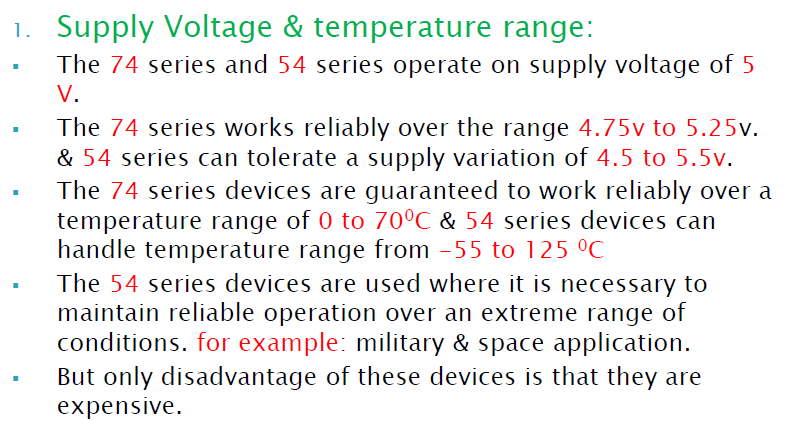 1. Supply Voltage & temperature range:
▪ The 74 series and 54 series operate on supply voltage of 5
V.
▪ The 74 series works reliably over the range 4.75v to 5.25v.
& 54 series can tolerate a supply variation of 4.5 to 5.5v.
▪ The 74 series devices are guaranteed to work reliably over a
temperature range of 0 to 70⁰C & 54 series devices can
handle temperature range from -55 to 125 ⁰C
▪ The 54 series devices are used where it is necessary to
maintain reliable operation over an extreme range of
conditions. for example: military & space application.
▪ But only disadvantage of these devices is that they are
expensive.